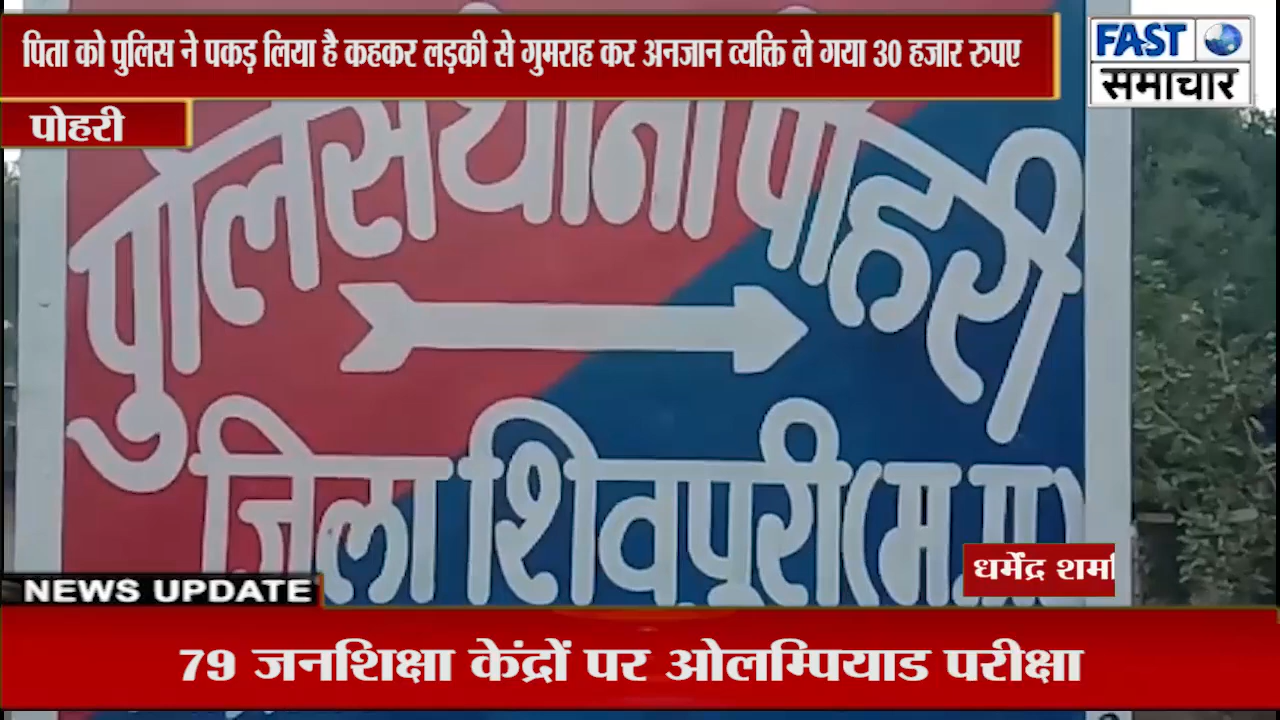 पिता को पुलिस ने पकड़ लिया है कहकर लड़की से गुमराह कर अनजान व्यक्ति ले गया 30 हजार रुपए
FAST
समाचार
पोहरी
पुलिस थाना पोहरी
जिला शिवपुरी (म.प्र)
धर्मेंद्र शर्मा
NEWS UPDATE
79 जनशिक्षा केंद्रों पर ओलम्पियाड परीक्षा